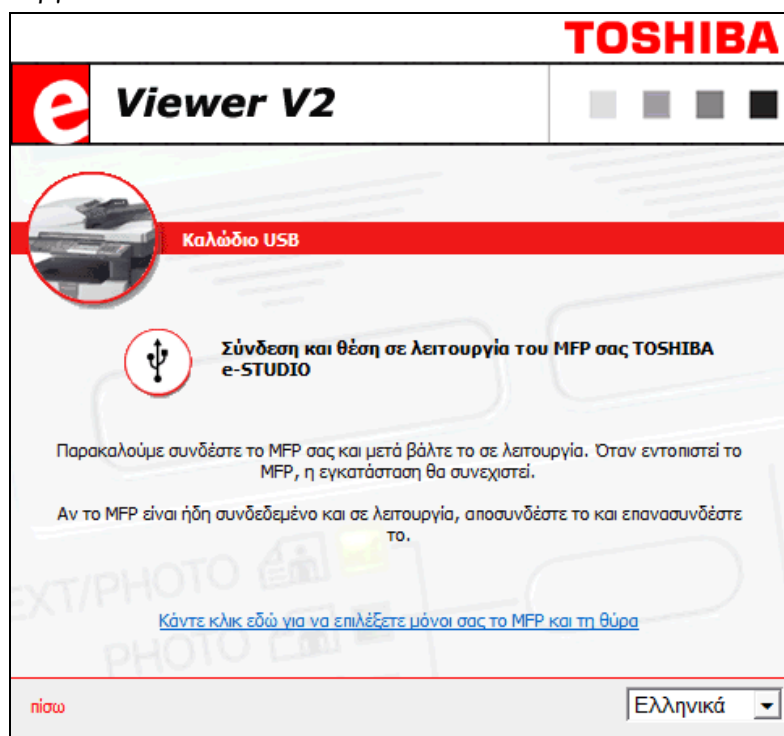 TOSHIBA
e Viewer V2
Καλώδιο USB
Σύνδεση και θέση σε λειτουργία του MFP σας TOSHIBA
e-STUDIO
Παρακαλούμε συνδέστε το MFP σας και μετά βάλτε το σε λειτουργία. Όταν εντοπιστεί το
MFP, η εγκατάσταση θα συνεχιστεί.
Αν το MFP είναι ήδη συνδεδεμένο και σε λειτουργία, αποσυνδέστε το και επανασυνδέστε
το.
EXT/PHOTO
Κάντε κλικ εδώ για να επιλέξετε μόνοι σας το MFP και τη θύρα
PHOTO
πίσω
Ελληνικά